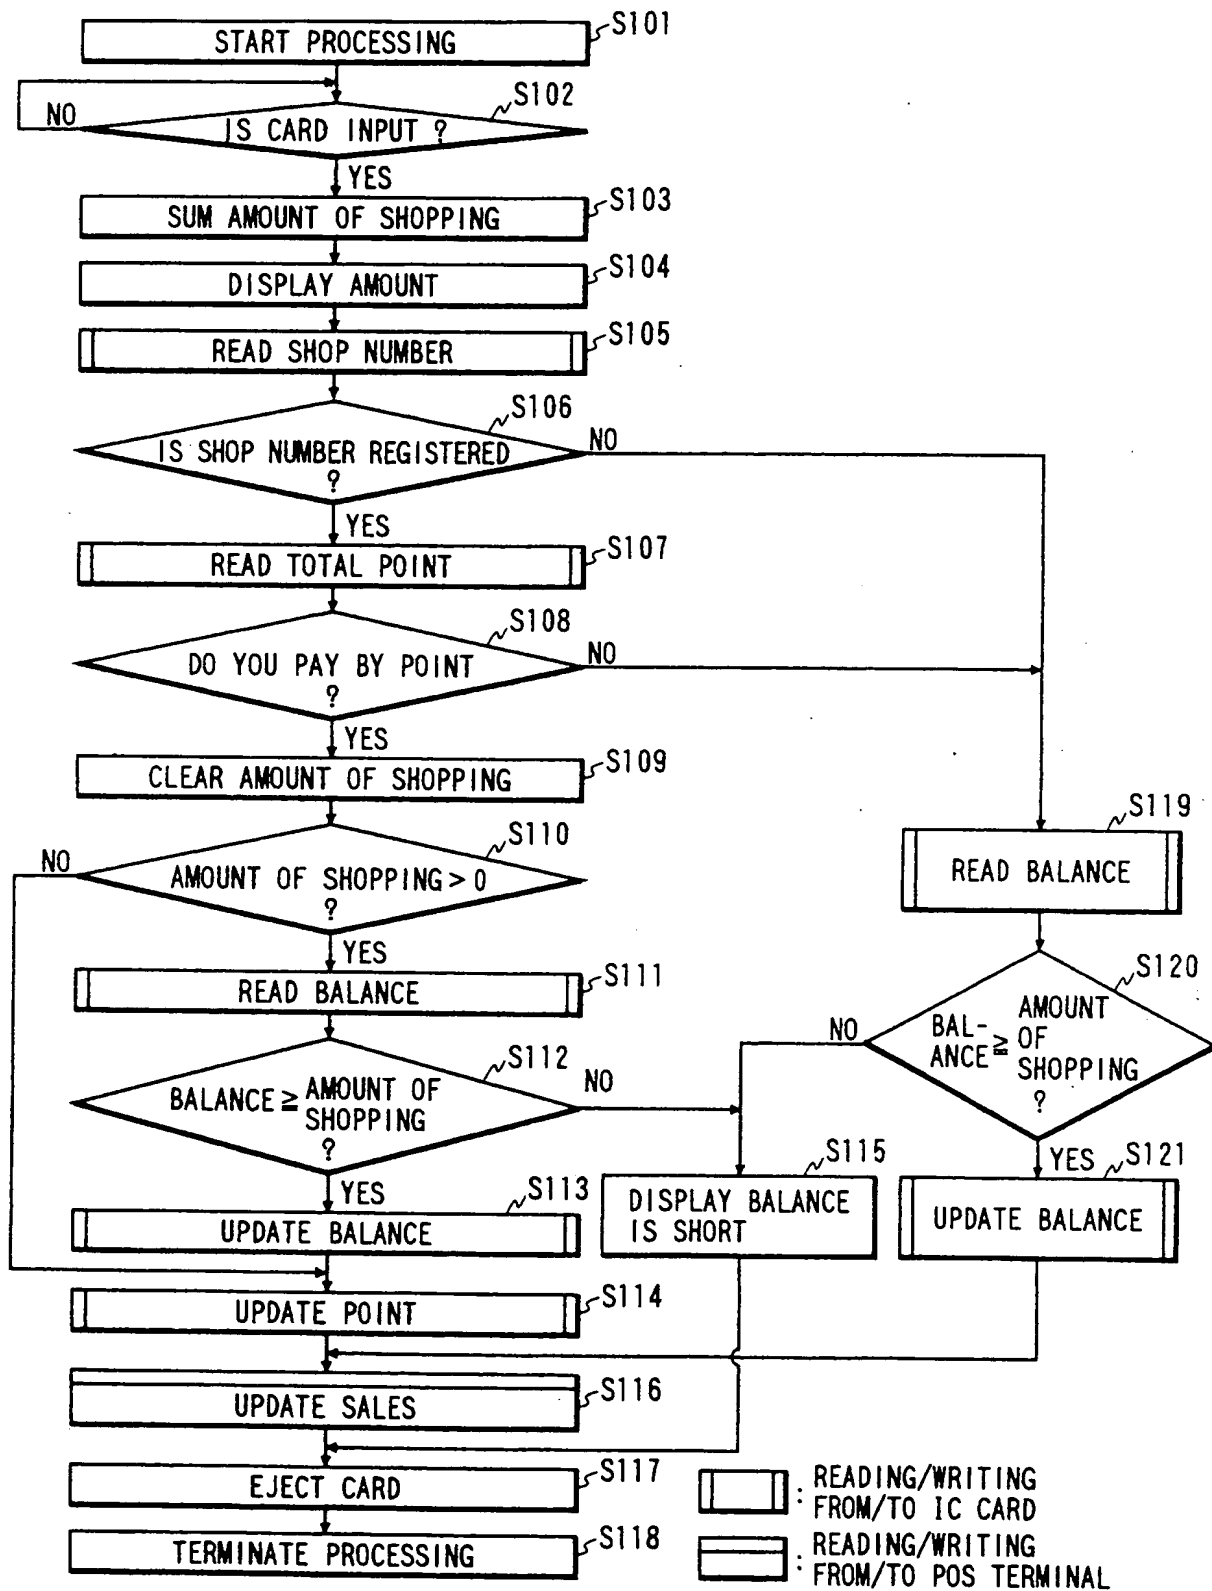 START PROCESSING
S101
NO
S102
IS CARD INPUT ?
YES
SUM AMOUNT OF SHOPPING
S103
DISPLAY AMOUNT
S104
READ SHOP NUMBER
S105
S106
IS SHOP NUMBER REGISTERED
?
NO
YES
READ TOTAL POINT
S107
S108
DO YOU PAY BY POINT
?
NO
YES
CLEAR AMOUNT OF SHOPPING
S109
S110
NO
AMOUNT OF SHOPPING > 0
?
YES
READ BALANCE
S111
S112
BALANCE ≧ AMOUNT OF
SHOPPING
?
NO
YES
S113
UPDATE BALANCE
UPDATE POINT
S114
UPDATE SALES
S116
EJECT CARD
S117
TERMINATE PROCESSING
S118
S115
DISPLAY BALANCE
IS SHORT
S119
READ BALANCE
S120
NO
BAL-
ANCE ≧ AMOUNT
OF
SHOPPING
?
YES
S121
UPDATE BALANCE
: READING/WRITING
FROM/TO IC CARD
: READING/WRITING
FROM/TO POS TERMINAL